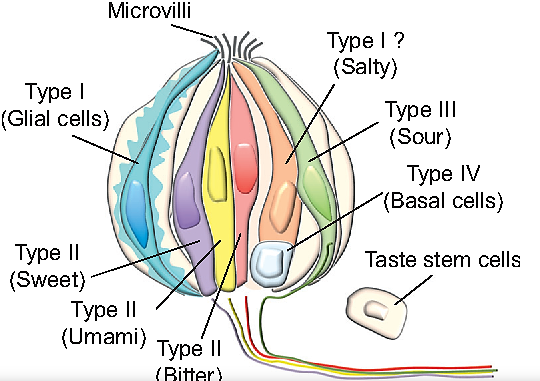 Microvilli
Type I ?
(Salty)
Type I
(Glial cells)
Type III
(Sour)
Type IV
(Basal cells)
Type II
(Sweet)
Taste stem cells
Type II
(Umami)
Type II
(Bitter)